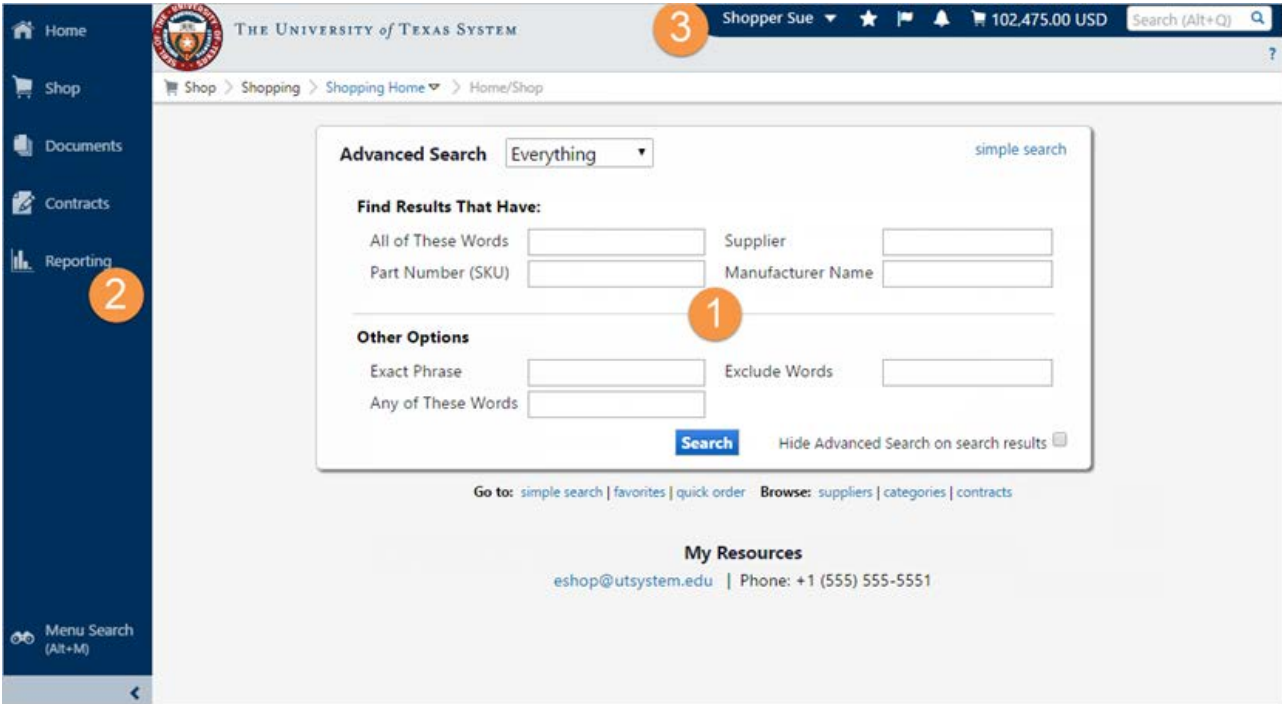 Home
Shop
Documents
Contracts
Reporting
2
Menu Search
(Alt+M)
THE UNIVERSITY of TEXAS SYSTEM
3
Shopper Sue 102,475.00 USD Search (Alt+Q)
?
Shop > Shopping > Shopping Home > Home/Shop
Advanced Search Everything simple search
Find Results That Have:
All of These Words Supplier
Part Number (SKU) Manufacturer Name
1
Other Options
Exact Phrase Exclude Words
Any of These Words
Search Hide Advanced Search on search results
Go to: simple search | favorites | quick order Browse: suppliers | categories | contracts
My Resources
eshop@utsystem.edu | Phone: +1 (555) 555-5551